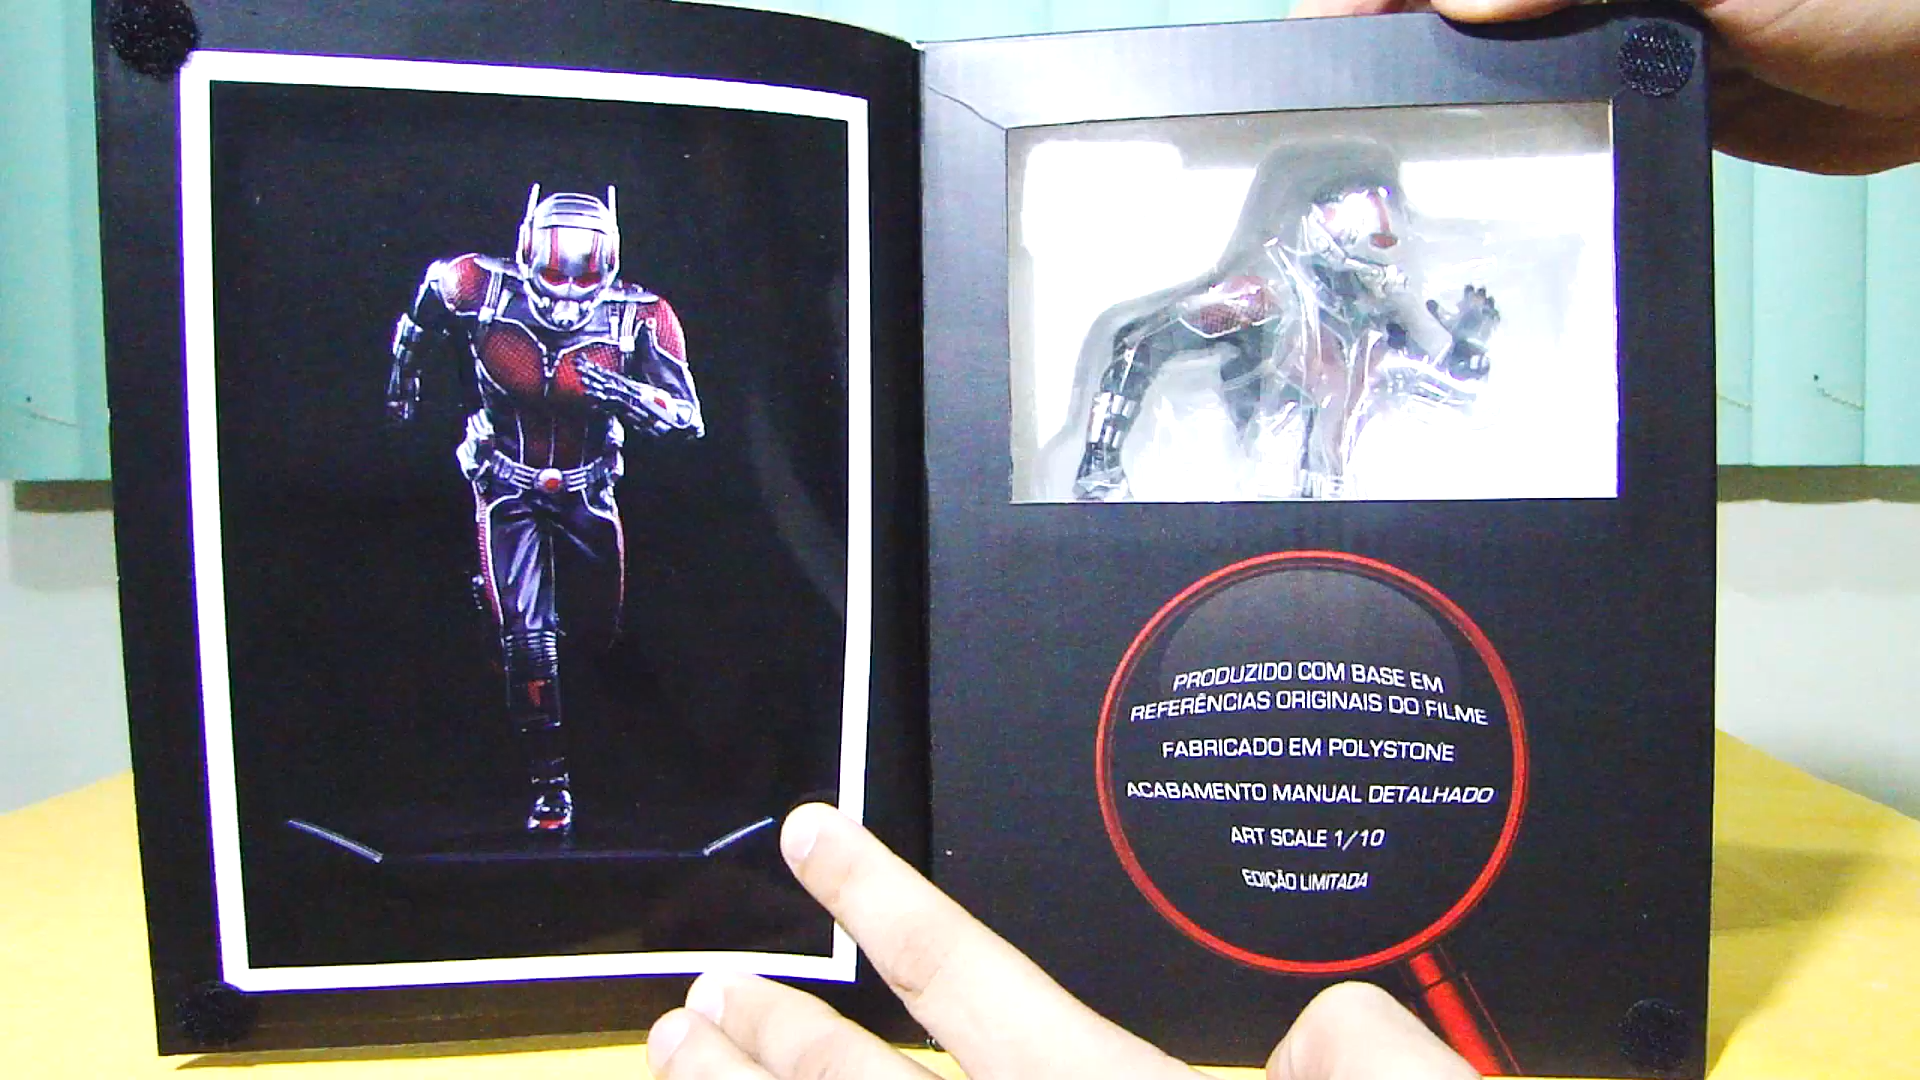 PRODUZIDO COM BASE EM
REFERÊNCIAS ORIGINAIS DO FILME
FABRICADO EM POLYSTONE
ACABAMENTO MANUAL DETALHADO
ART SCALE 1/10
EDIÇÃO LIMITADA